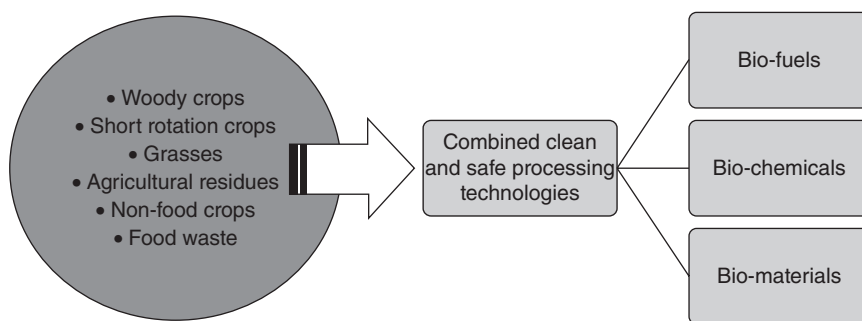 • Woody crops
• Short rotation crops
• Grasses
• Agricultural residues
• Non-food crops
• Food waste
Combined clean
and safe processing
technologies
Bio-fuels
Bio-chemicals
Bio-materials